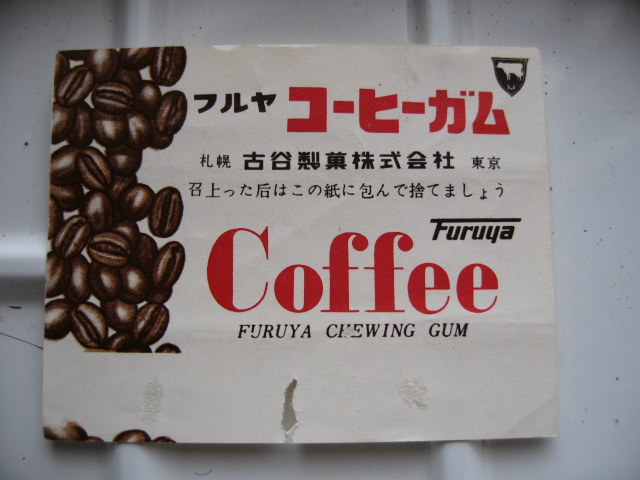 フルヤ コーヒーガム
札幌 古谷製菓株式会社 東京
召上った后はこの紙に包んで捨てましょう
Furuya
Coffee
FURUYA CHEWING GUM